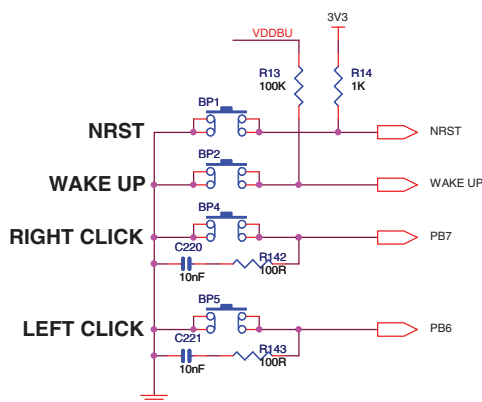 3V3
VDDBU
R13
100K
R14
1K
BP1
NRST
NRST
BP2
WAKE UP
WAKE UP
BP4
RIGHT CLICK
PB7
C220
R142
10nF
100R
BP5
LEFT CLICK
PB6
C221
R143
10nF
100R